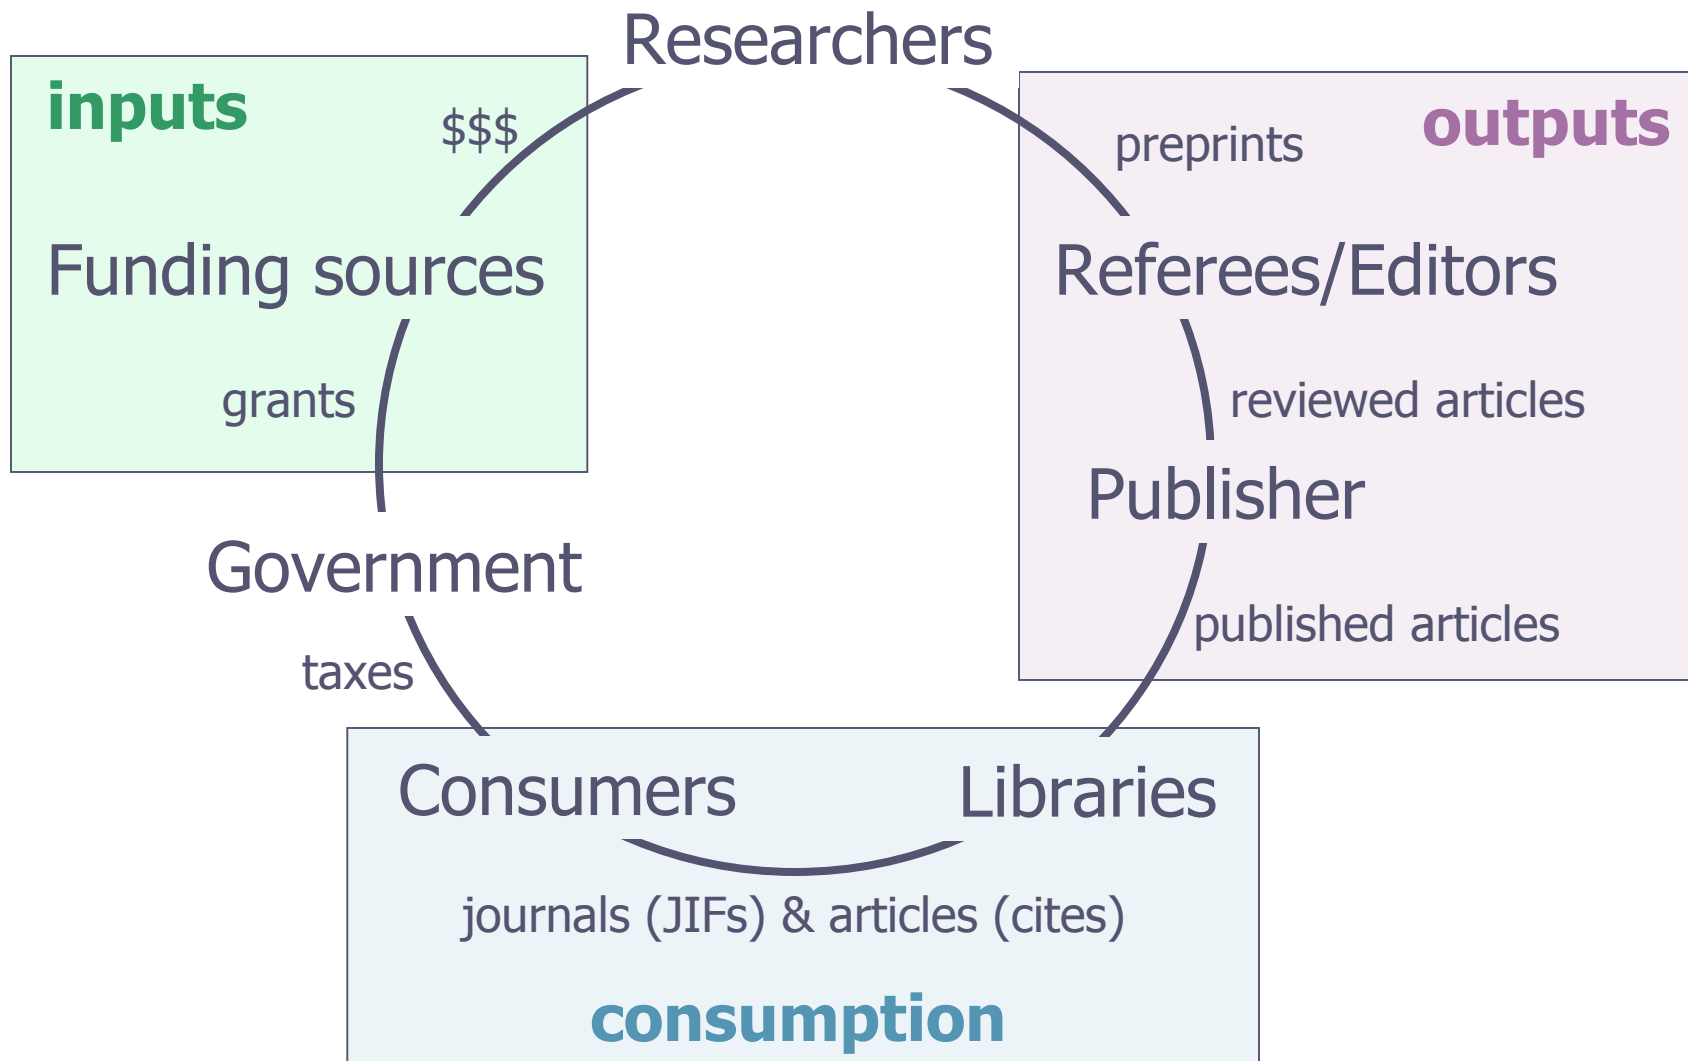 Researchers
inputs
$$$
outputs
preprints
Funding sources
Referees/Editors
grants
reviewed articles
Publisher
Government
published articles
taxes
Consumers
Libraries
journals (JIFs) & articles (cites)
consumption